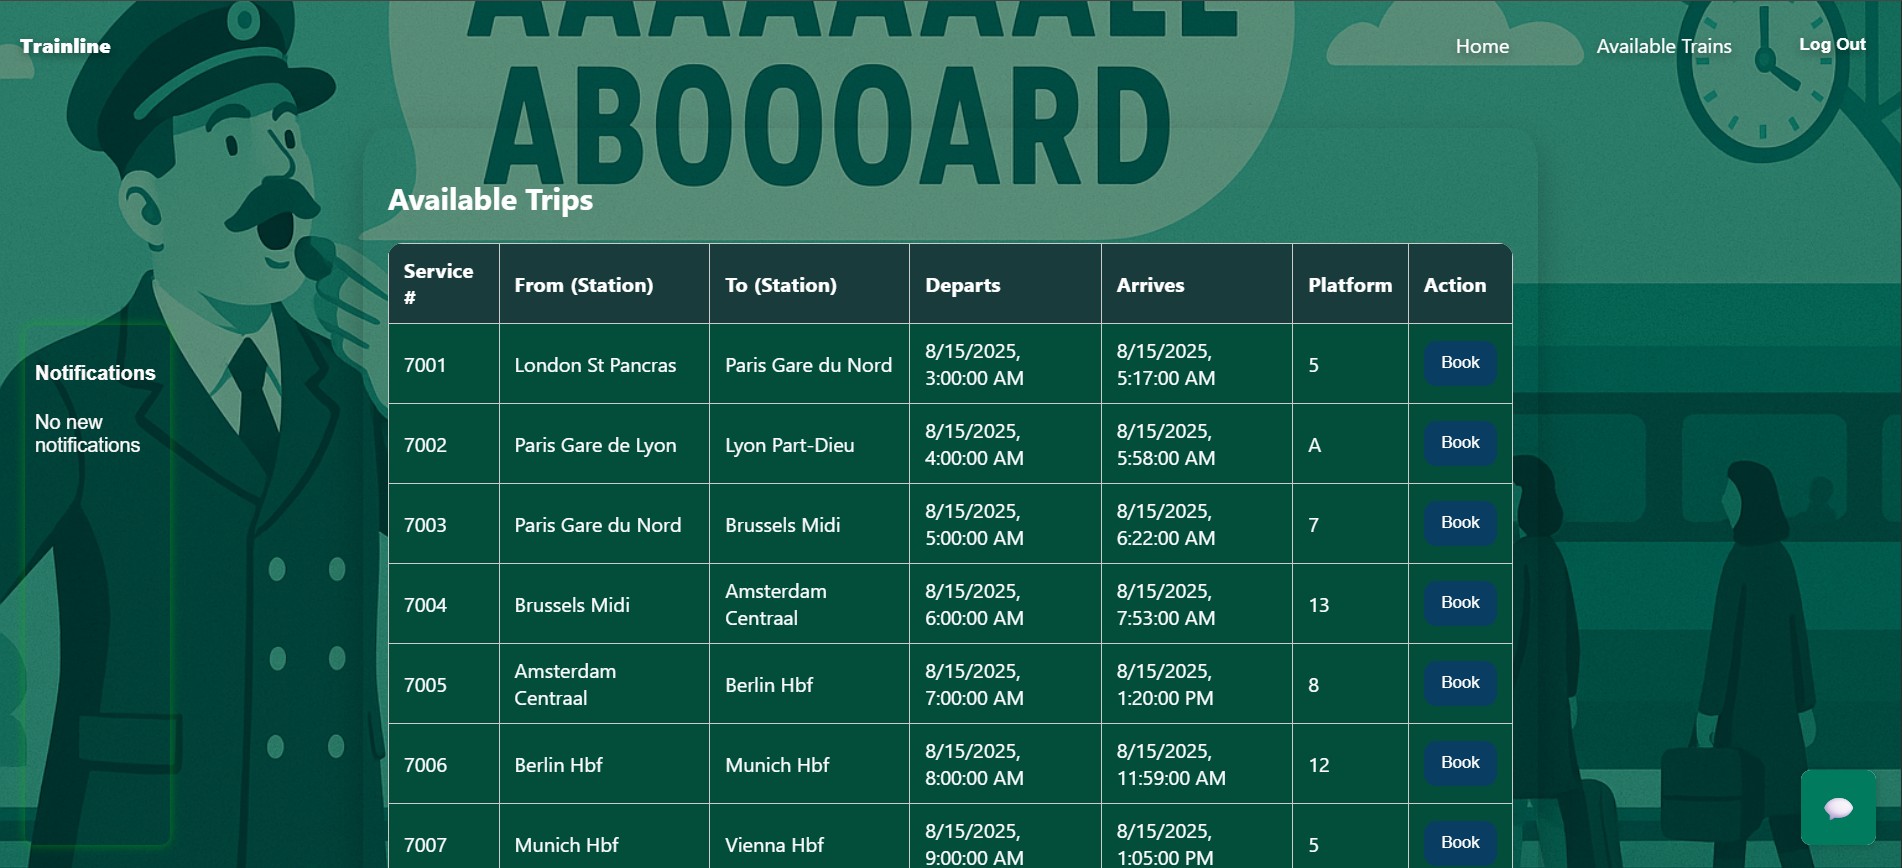 AAAAAAALL
ABOOOARD
Trainline
Home
Available Trains
Log Out
Available Trips
Service
#
From (Station)
To (Station)
Departs
Arrives
Platform
Action
7001
London St Pancras
Paris Gare du Nord
8/15/2025,
3:00:00 AM
8/15/2025,
5:17:00 AM
5
Book
7002
Paris Gare de Lyon
Lyon Part-Dieu
8/15/2025,
4:00:00 AM
8/15/2025,
5:58:00 AM
A
Book
7003
Paris Gare du Nord
Brussels Midi
8/15/2025,
5:00:00 AM
8/15/2025,
6:22:00 AM
7
Book
7004
Brussels Midi
Amsterdam
Centraal
8/15/2025,
6:00:00 AM
8/15/2025,
7:53:00 AM
13
Book
7005
Amsterdam
Centraal
Berlin Hbf
8/15/2025,
7:00:00 AM
8/15/2025,
1:20:00 PM
8
Book
7006
Berlin Hbf
Munich Hbf
8/15/2025,
8:00:00 AM
8/15/2025,
11:59:00 AM
12
Book
7007
Munich Hbf
Vienna Hbf
8/15/2025,
9:00:00 AM
8/15/2025,
1:05:00 PM
5
Book
Notifications
No new
notifications